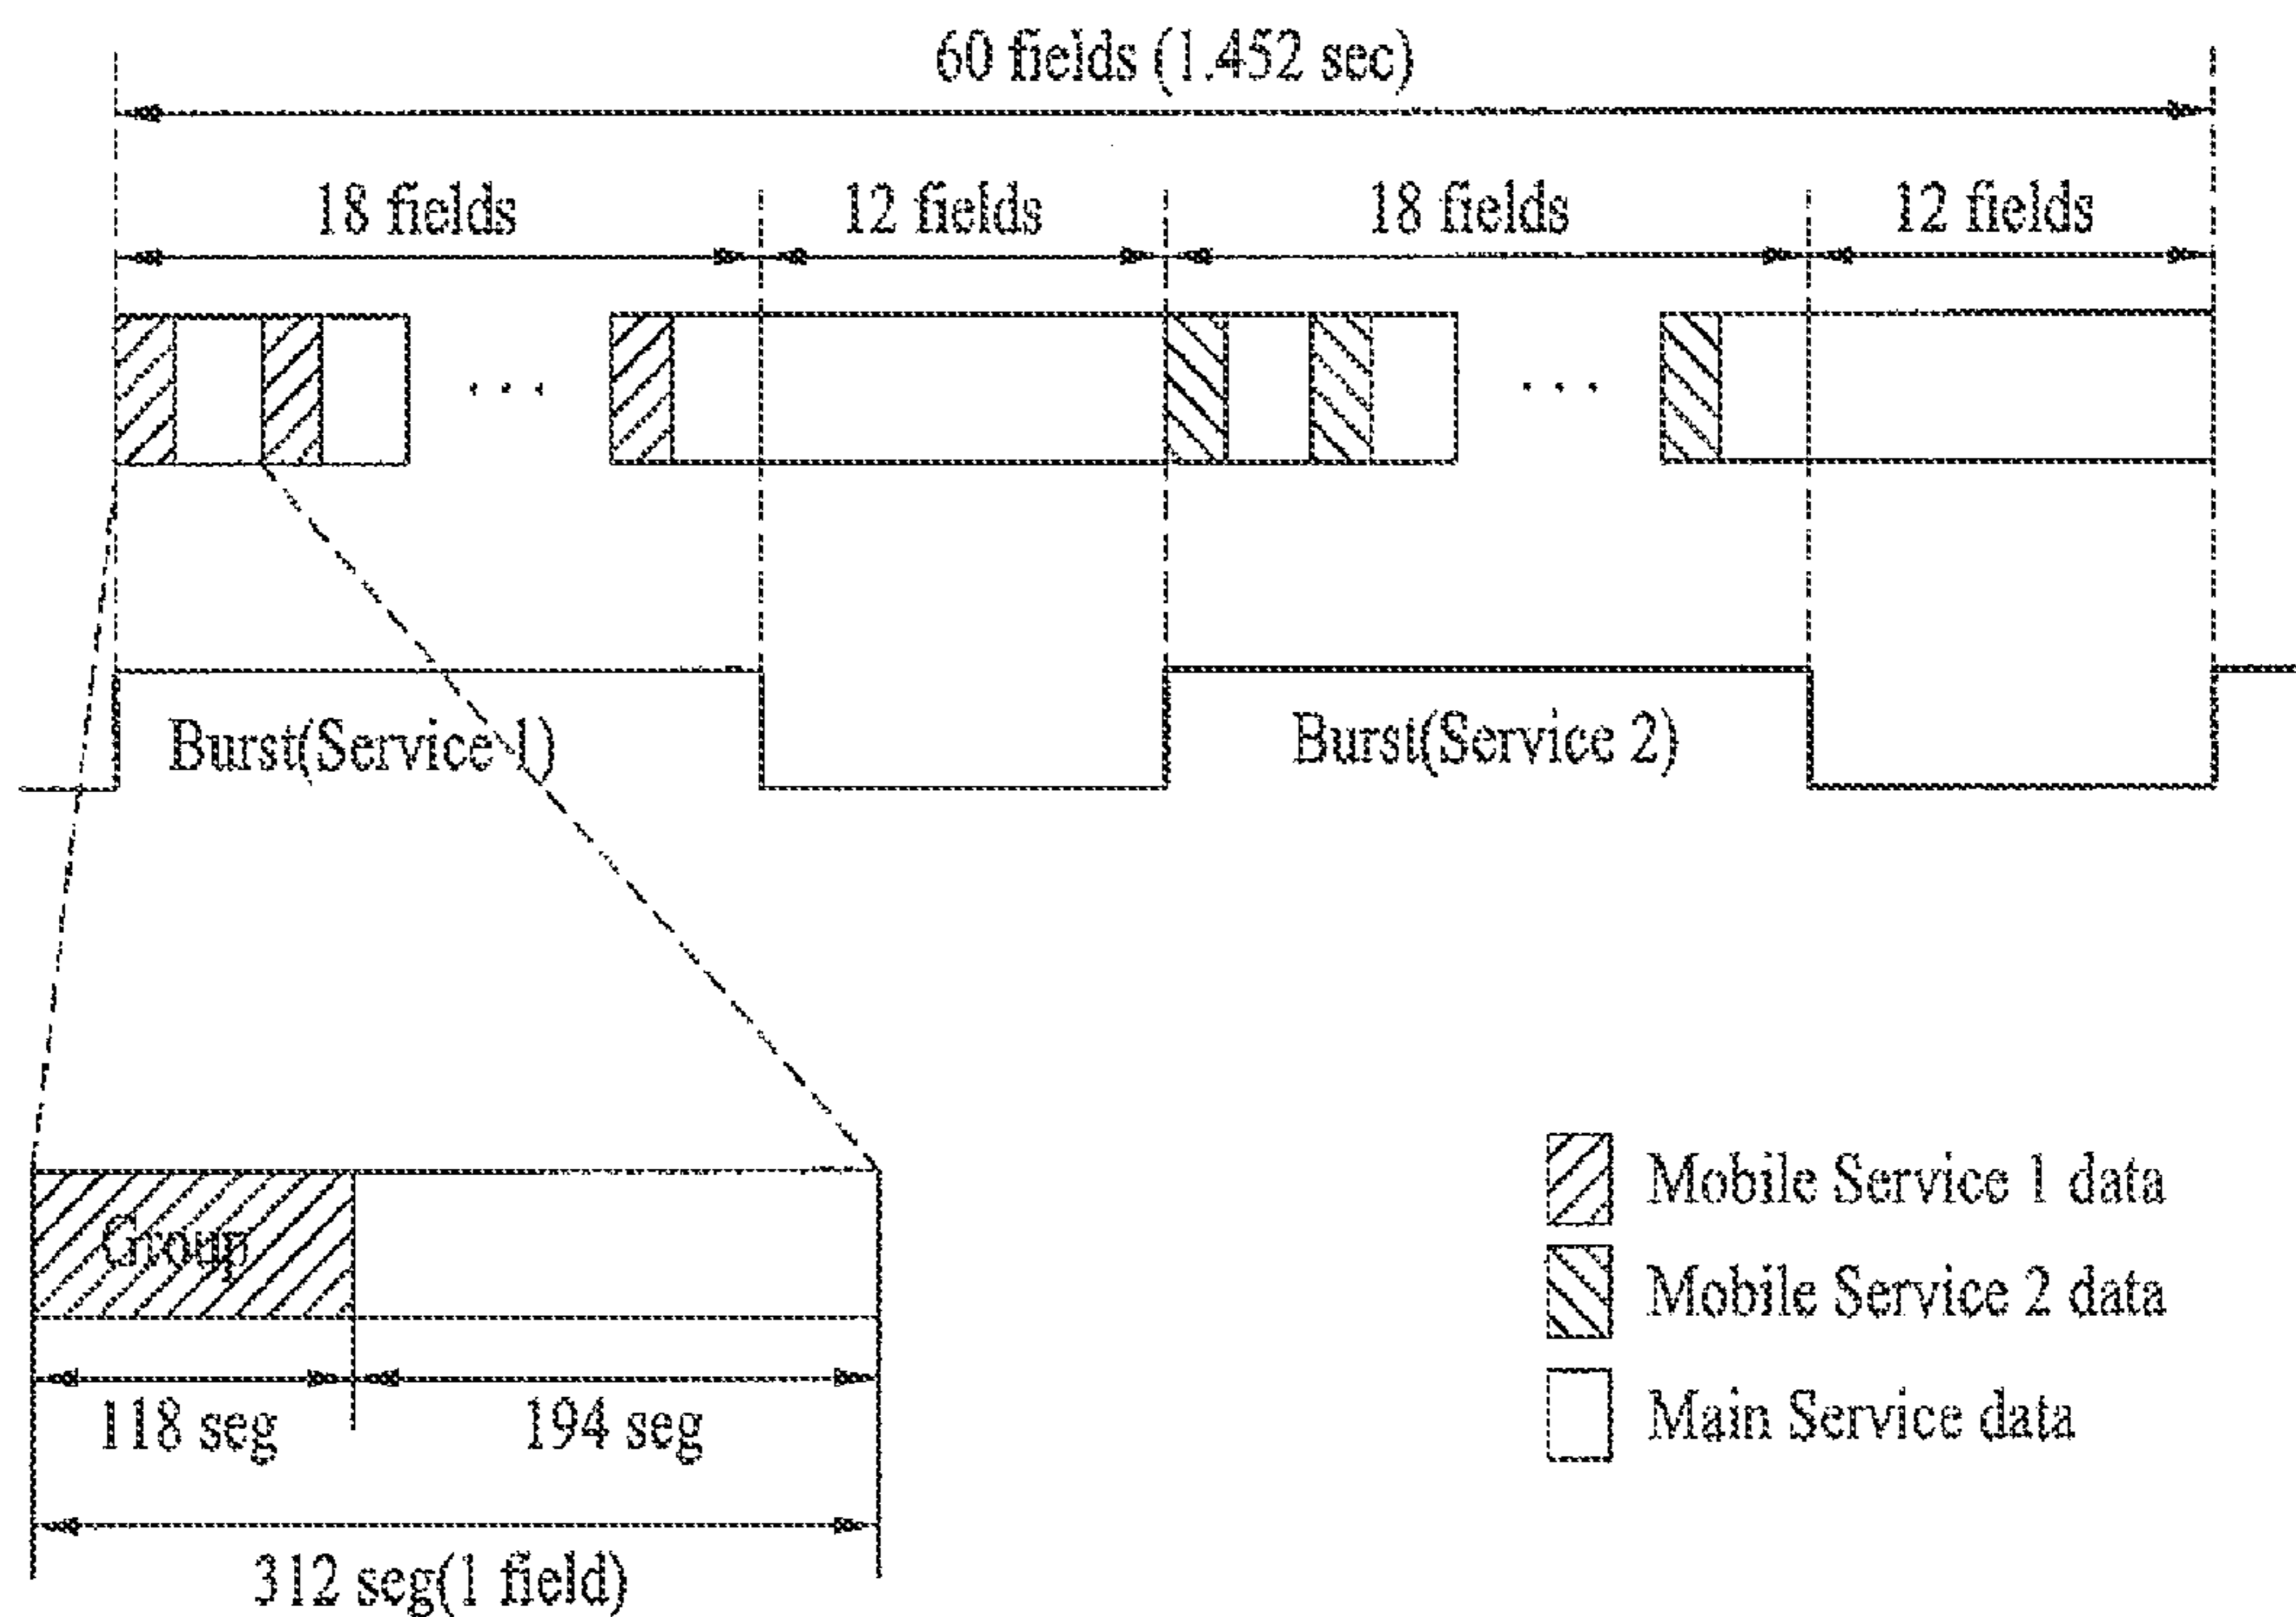 60 fields (1.452 sec)
18 fields
12 fields
18 fields
12 fields
Burst(Service 1)
Burst(Service 2)
Group
118 seg
194 seg
312 seg(1 field)
Mobile Service 1 data
Mobile Service 2 data
Main Service data